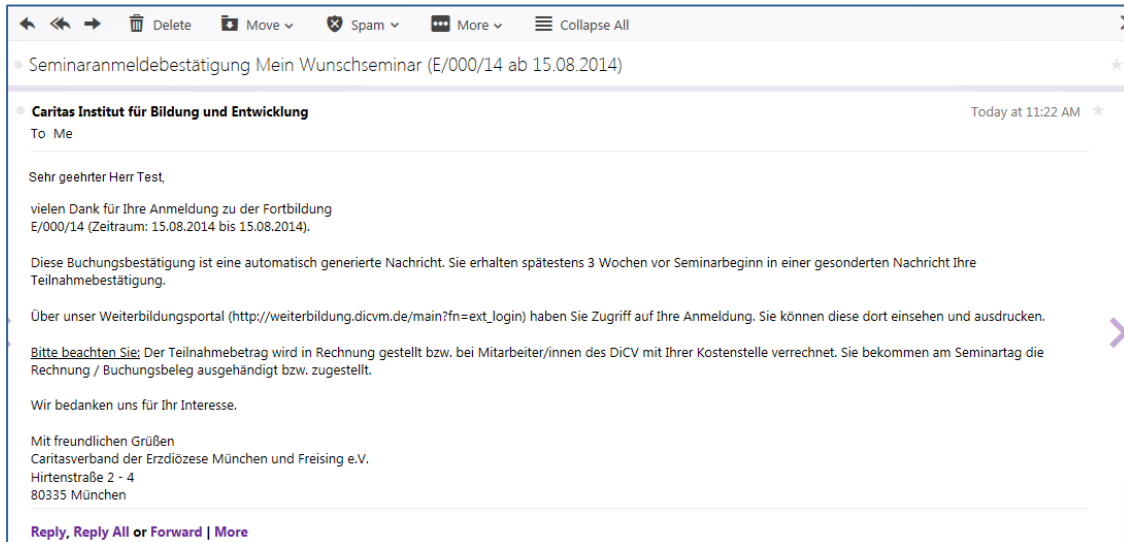 Delete Move Spam More Collapse All
Seminaranmeldebestätigung Mein Wunschseminar (E/000/14 ab 15.08.2014)
Caritas Institut für Bildung und Entwicklung Today at 11:22 AM
To Me
Sehr geehrter Herr Test,
vielen Dank für Ihre Anmeldung zu der Fortbildung
E/000/14 (Zeitraum: 15.08.2014 bis 15.08.2014).
Diese Buchungsbestätigung ist eine automatisch generierte Nachricht. Sie erhalten spätestens 3 Wochen vor Seminarbeginn in einer gesonderten Nachricht Ihre
Teilnahmebestätigung.
Über unser Weiterbildungsportal (http://weiterbildung.dicvm.de/main?fn=ext_login) haben Sie Zugriff auf Ihre Anmeldung. Sie können diese dort einsehen und ausdrucken.
Bitte beachten Sie: Der Teilnahmebetrag wird in Rechnung gestellt bzw. bei Mitarbeiter/innen des DiCV mit Ihrer Kostenstelle verrechnet. Sie bekommen am Seminartag die
Rechnung / Buchungsbeleg ausgehändigt bzw. zugestellt.
Wir bedanken uns für Ihr Interesse.
Mit freundlichen Grüßen
Caritasverband der Erzdiözese München und Freising e.V.
Hirtenstraße 2 - 4
80335 München
Reply, Reply All or Forward | More